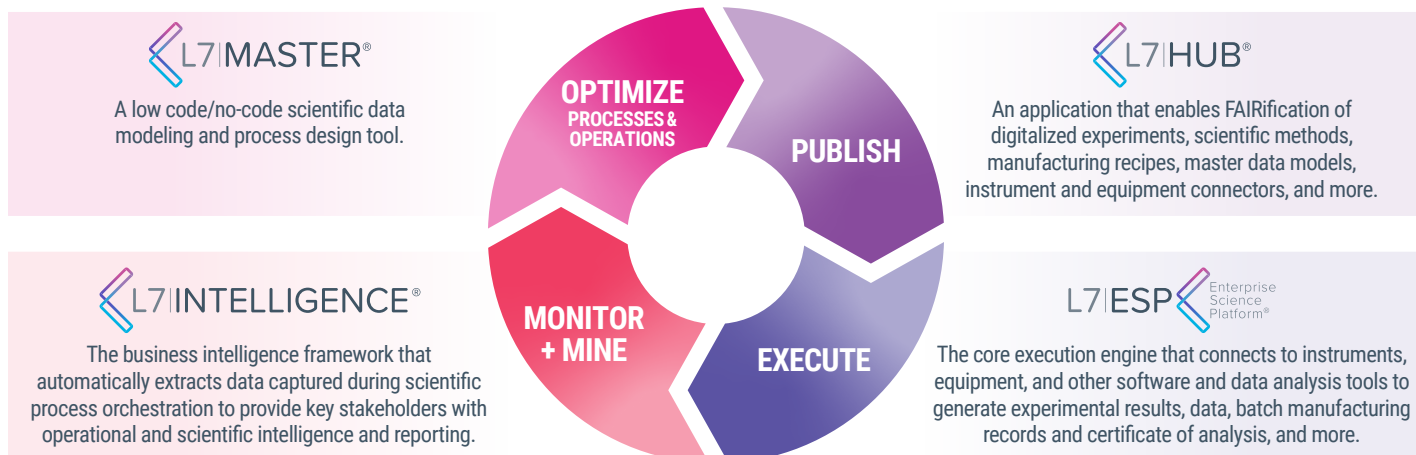 L7|MASTER®
A low code/no-code scientific data
modeling and process design tool.
OPTIMIZE
PROCESSES &
OPERATIONS
PUBLISH
L7|HUB®
An application that enables FAIRification of
digitalized experiments, scientific methods,
manufacturing recipes, master data models,
instrument and equipment connectors, and more.
L7|INTELLIGENCE®
The business intelligence framework that
automatically extracts data captured during scientific
process orchestration to provide key stakeholders with
operational and scientific intelligence and reporting.
MONITOR
+ MINE
EXECUTE
L7|ESP
Enterprise
Science
Platform®
The core execution engine that connects to instruments,
equipment, and other software and data analysis tools to
generate experimental results, data, batch manufacturing
records and certificate of analysis, and more.